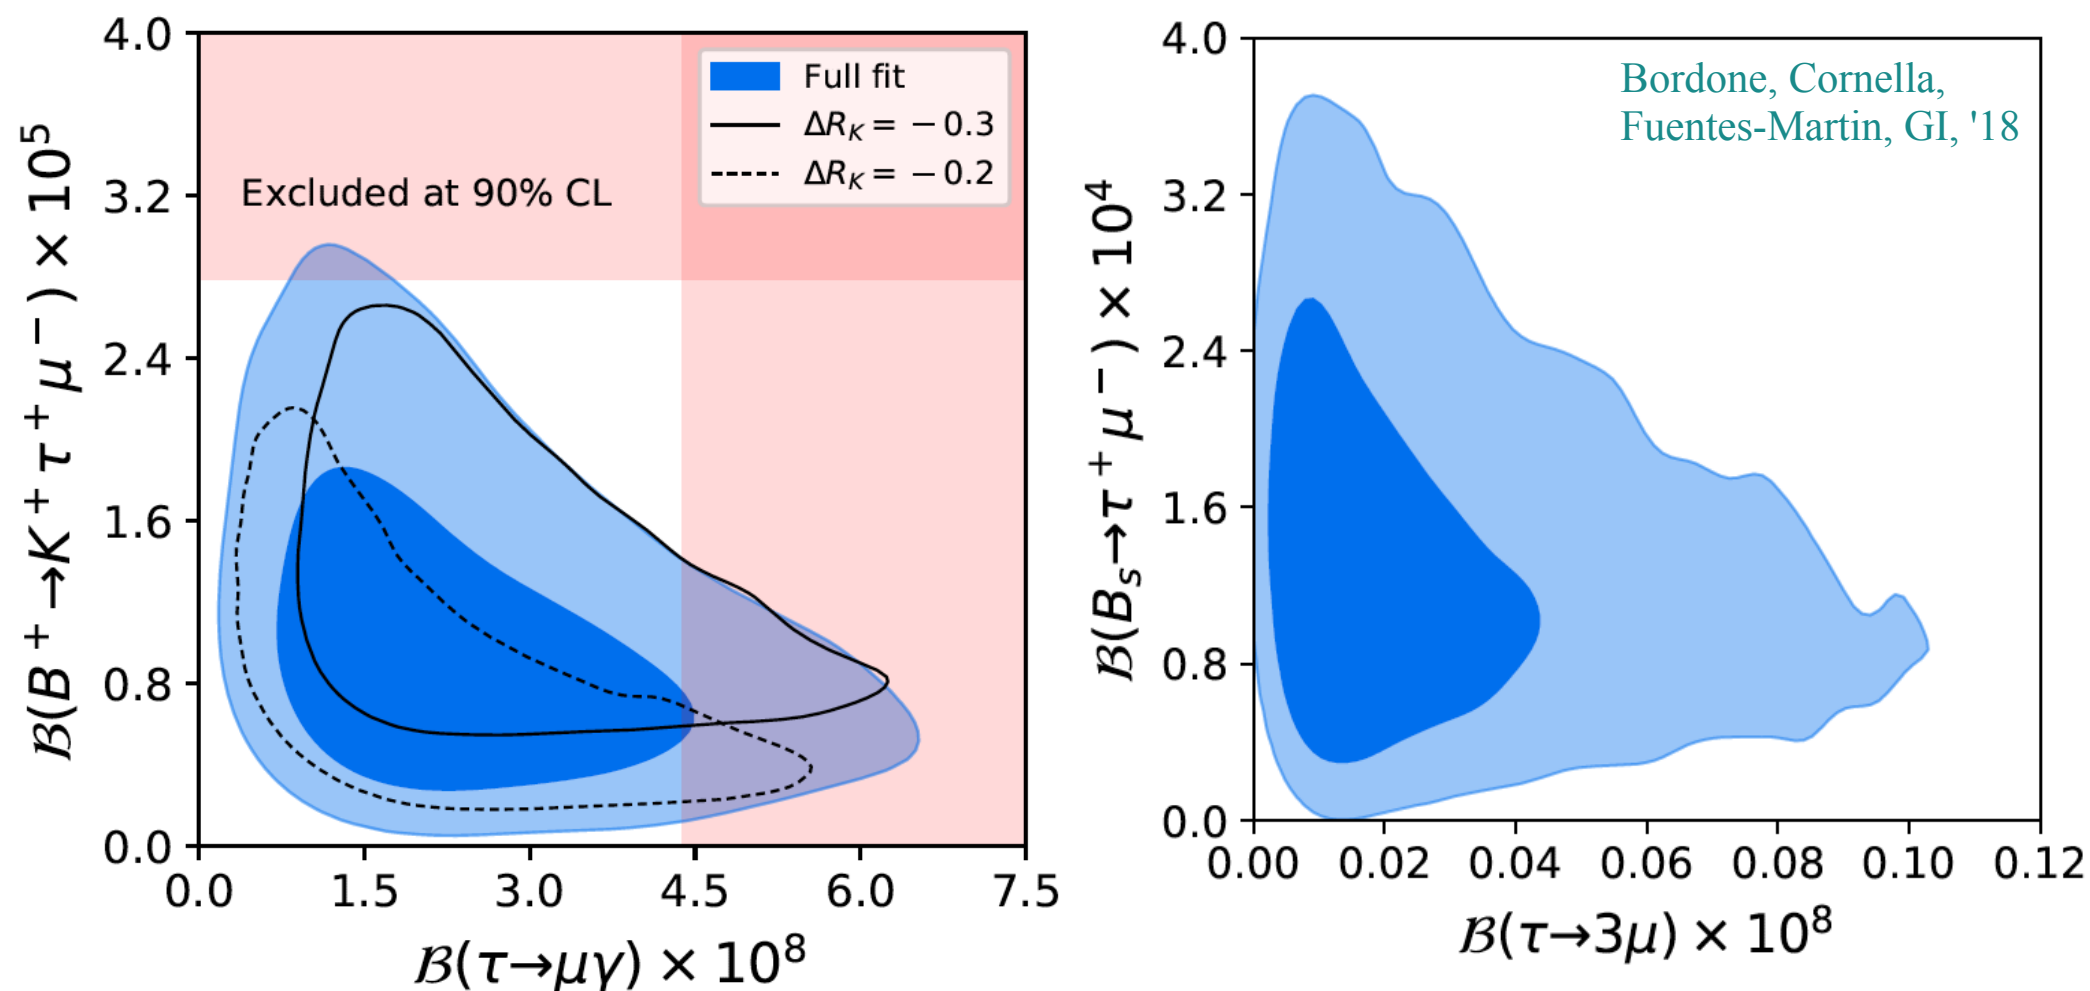 4.0
3.2
2.4
1.6
0.8
0.0
ℬ(B⁺→K⁺τ⁺μ⁻) × 10⁵
Full fit
ΔR_K = −0.3
ΔR_K = −0.2
Excluded at 90% CL
0.0 1.5 3.0 4.5 6.0 7.5
ℬ(τ→μγ) × 10⁸
4.0
3.2
2.4
1.6
0.8
0.0
ℬ(B_s→τ⁺μ⁻) × 10⁴
Bordone, Cornella,
Fuentes-Martin, GI, '18
0.00 0.02 0.04 0.06 0.08 0.10 0.12
ℬ(τ→3μ) × 10⁸